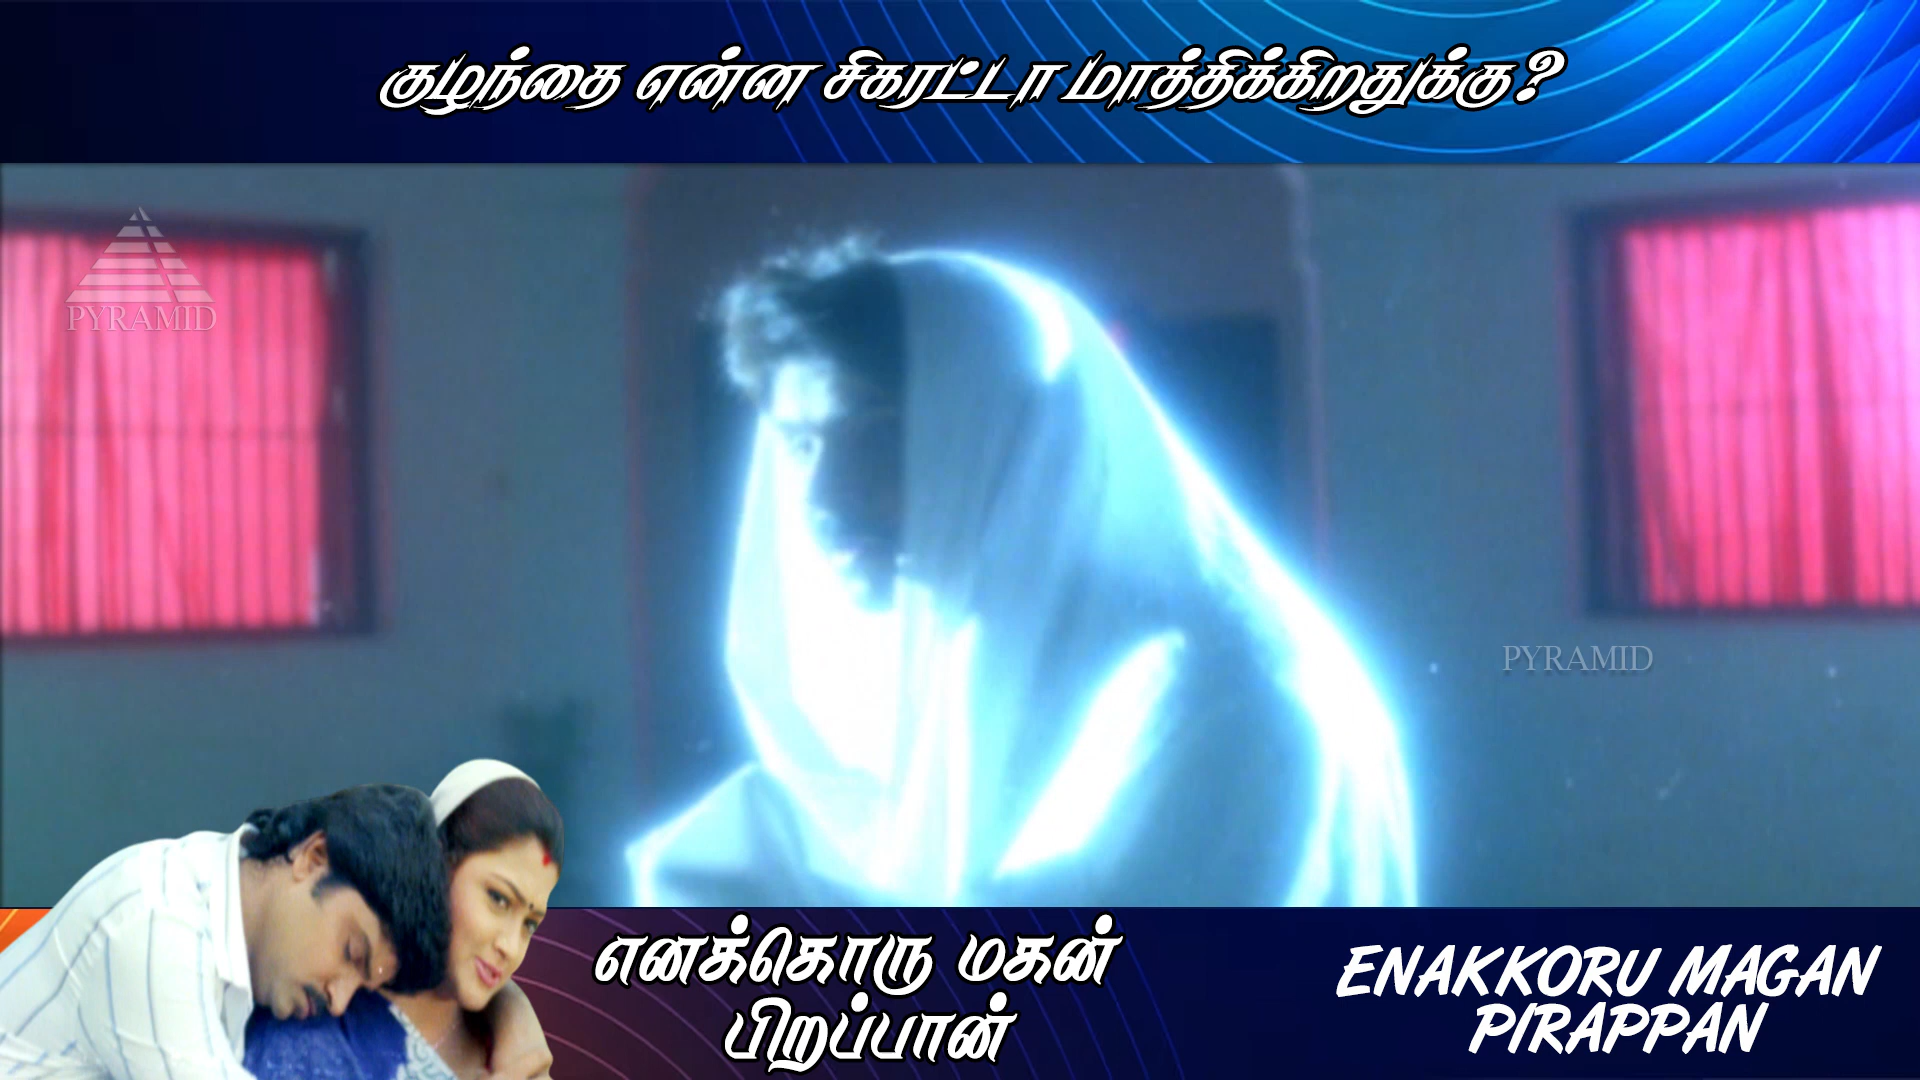 குழந்தை என்ன சிகரட்டா மாத்திக்கிறதுக்கு?
PYRAMID
PYRAMID
எனக்கொரு மகன்
பிறப்பான்
ENAKKORU MAGAN
PIRAPPAN